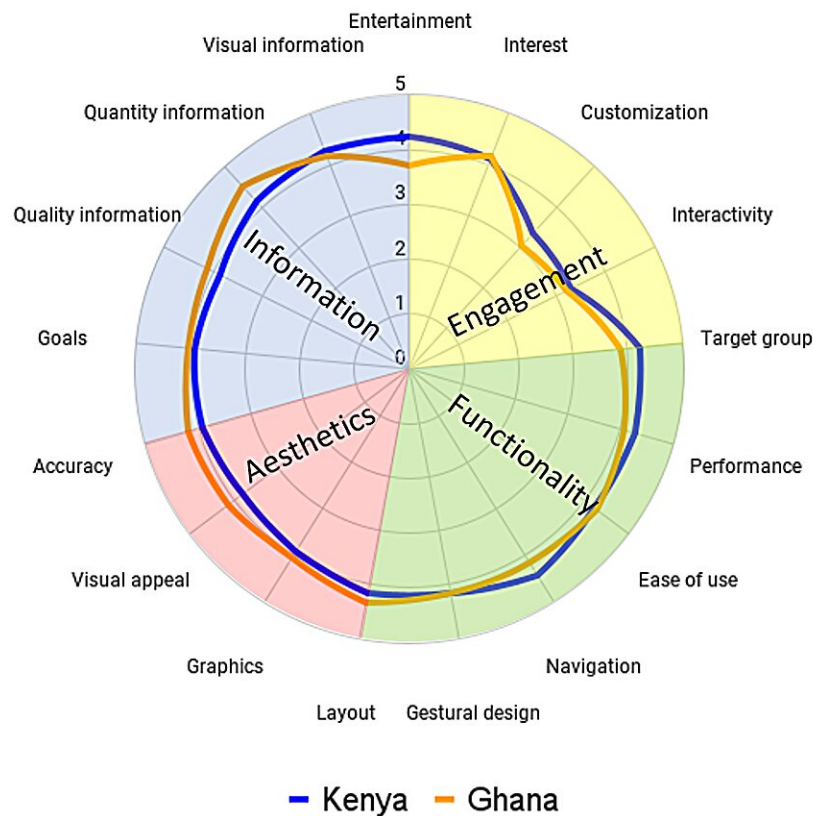 Entertainment
Visual information
Interest
Quantity information
Customization
Quality information
Interactivity
Goals
Target group
Accuracy
Performance
Visual appeal
Ease of use
Graphics
Navigation
Layout
Gestural design
5
4
3
2
1
0
Information
Engagement
Aesthetics
Functionality
Kenya
Ghana